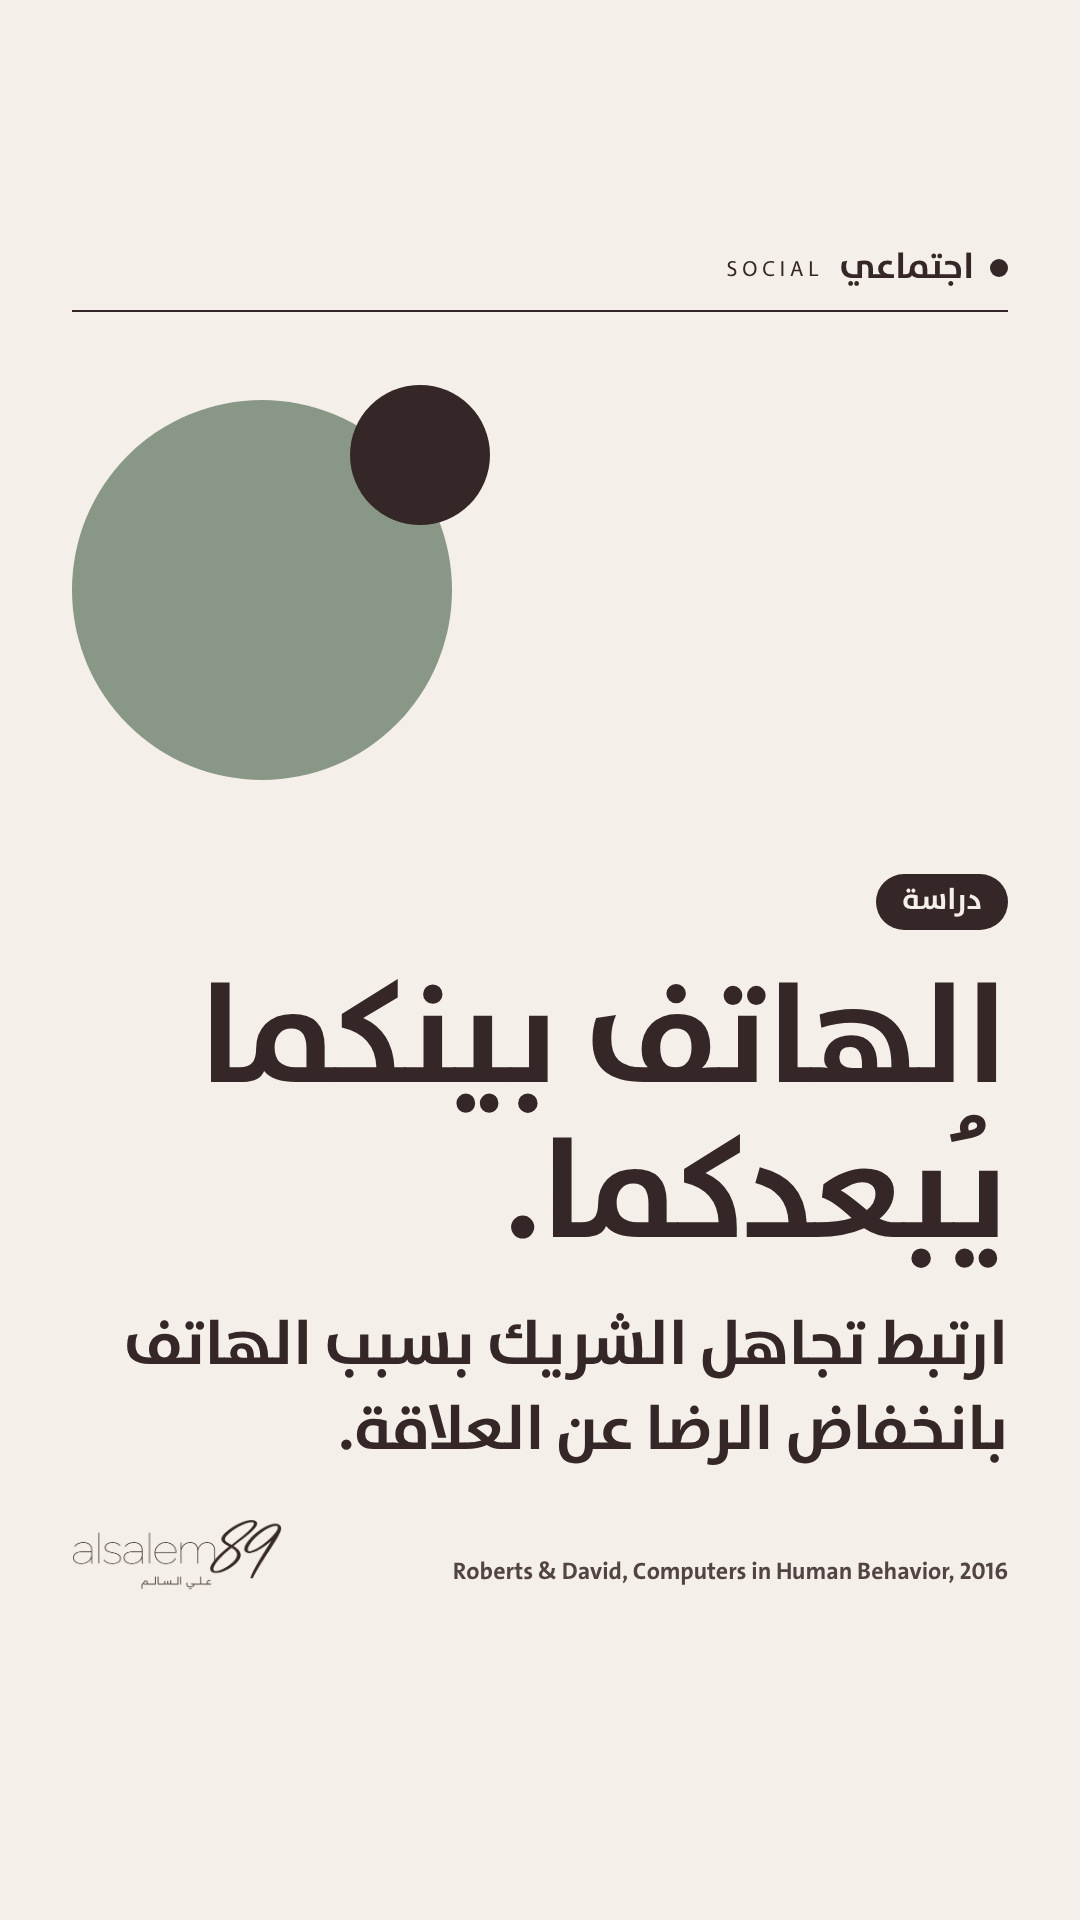 اجتماعي SOCIAL
دراسة
الهاتف بينكما
يُبعدكما.
ارتبط تجاهل الشريك بسبب الهاتف
بانخفاض الرضا عن العلاقة.
Roberts & David, Computers in Human Behavior, 2016
alsalem89
علي السالم